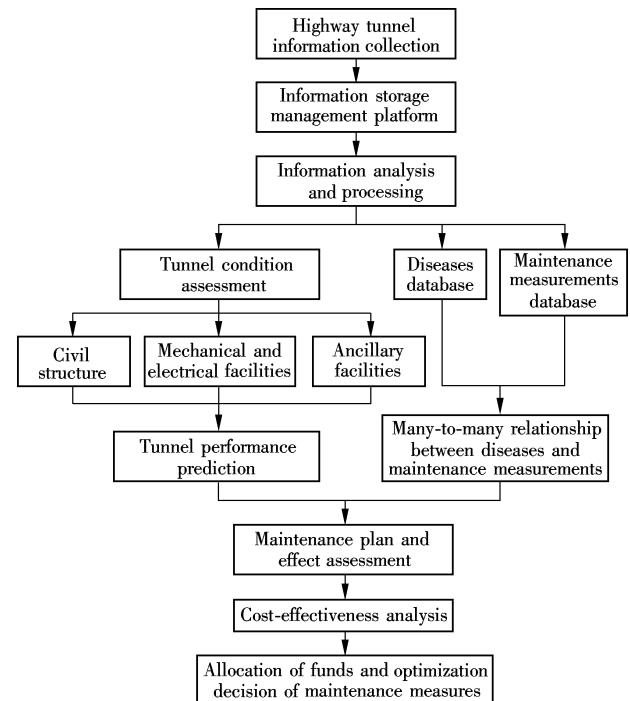 Highway tunnel
information collection
Information storage
management platform
Information analysis
and processing
Tunnel condition
assessment
Diseases
database
Maintenance
measurements
database
Civil
structure
Mechanical and
electrical facilities
Ancillary
facilities
Tunnel performance
prediction
Many-to-many relationship
between diseases and
maintenance measurements
Maintenance plan and
effect assessment
Cost-effectiveness analysis
Allocation of funds and optimization
decision of maintenance measures